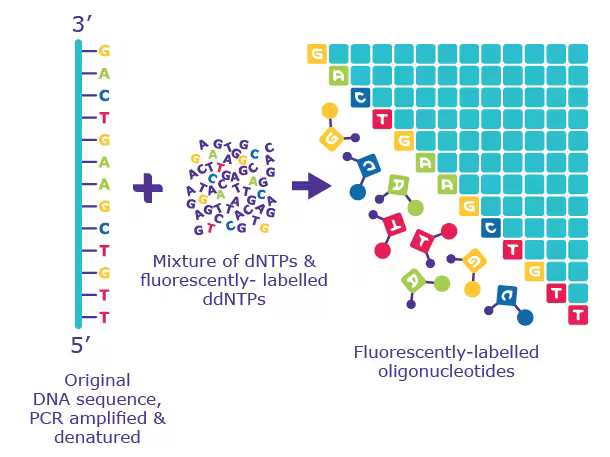 3’
G
A
C
T
G
A
A
G
C
T
G
T
T
5’
Original
DNA sequence,
PCR amplified &
denatured
Mixture of dNTPs &
fluorescently- labelled
ddNTPs
G
A
C
T
G
A
A
G
C
T
G
T
T
G
C
A
T
T
G
A
C
Fluorescently-labelled
oligonucleotides